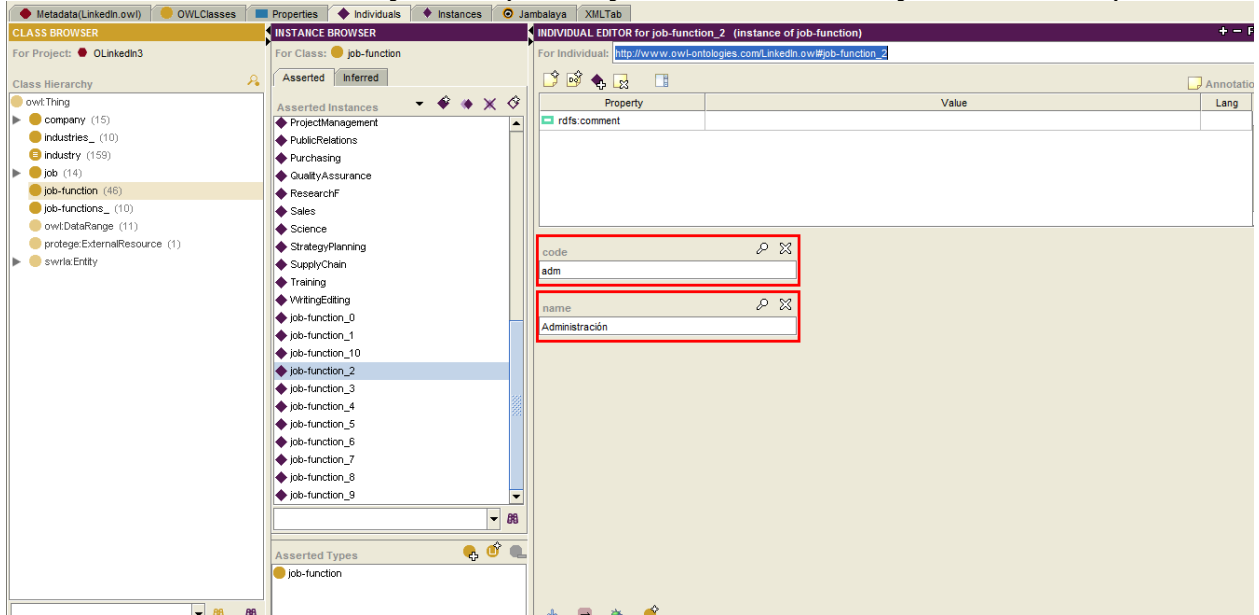 Metadata(LinkedIn.owl) OWLClasses Properties Individuals Instances Jambalaya XMLTab
CLASS BROWSER
For Project: OLinkedIn3
Class Hierarchy
owl:Thing
company (15)
industries_ (10)
industry (159)
job (14)
job-function (46)
job-functions_ (10)
owl:DataRange (11)
protege:ExternalResource (1)
swrla:Entity
INSTANCE BROWSER
For Class: job-function
Asserted Inferred
Asserted Instances
ProjectManagement
PublicRelations
Purchasing
QualityAssurance
ResearchF
Sales
Science
StrategyPlanning
SupplyChain
Training
WritingEditing
job-function_0
job-function_1
job-function_10
job-function_2
job-function_3
job-function_4
job-function_5
job-function_6
job-function_7
job-function_8
job-function_9
Asserted Types
job-function
INDIVIDUAL EDITOR for job-function_2 (instance of job-function) + - F
For Individual: http://www.owl-ontologies.com/LinkedIn.owl#job-function_2
Annotatio
Property Value Lang
rdfs:comment
code
adm
name
Administración